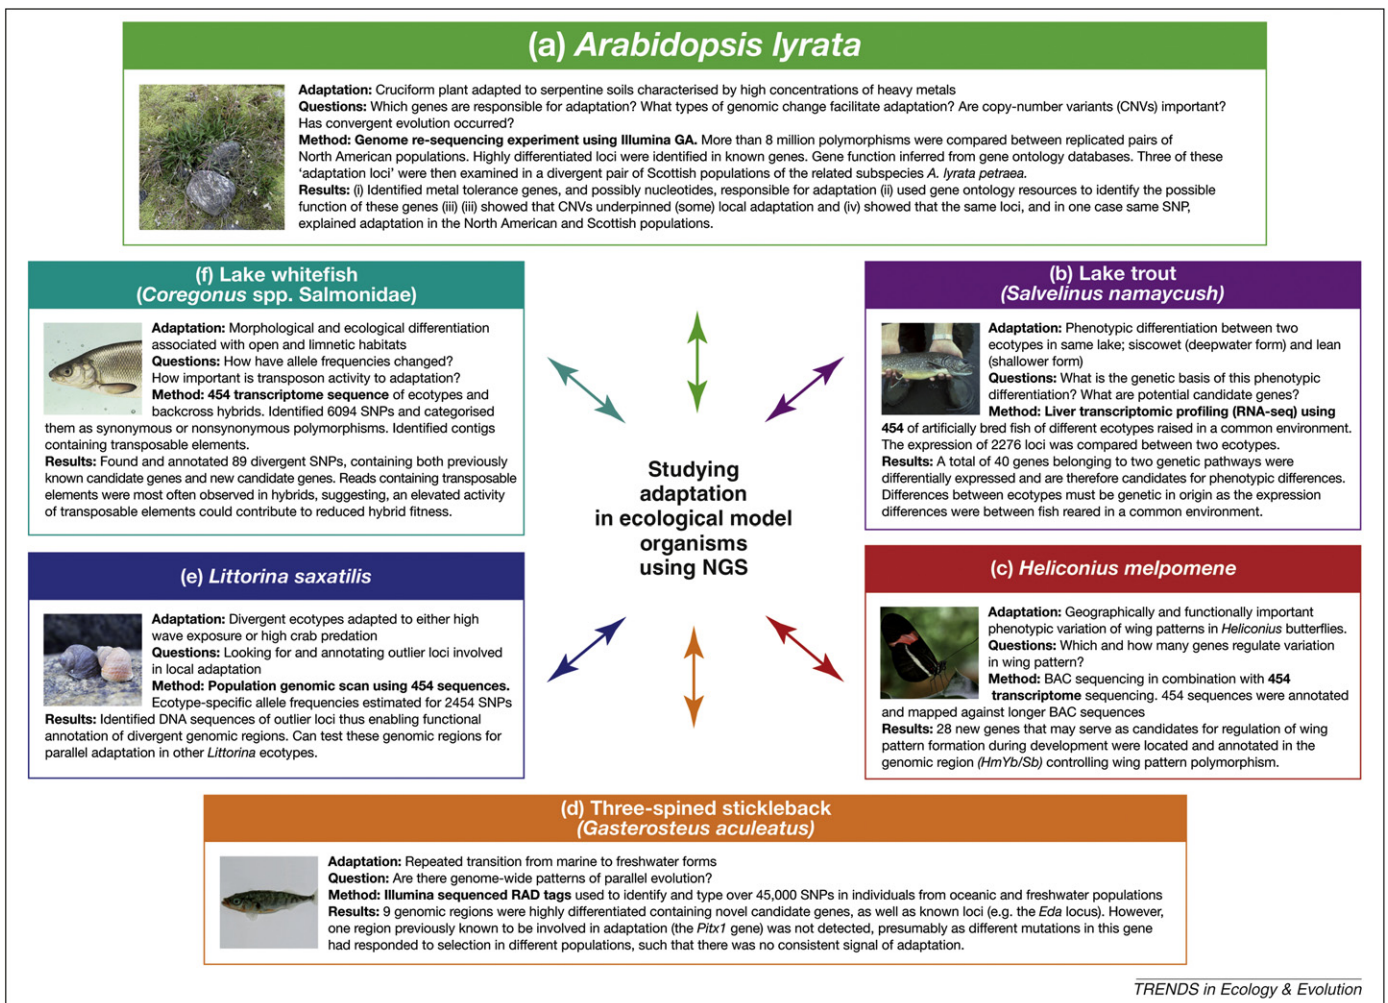 (a) Arabidopsis lyrata
Adaptation: Cruciform plant adapted to serpentine soils characterised by high concentrations of heavy metals
Questions: Which genes are responsible for adaptation? What types of genomic change facilitate adaptation? Are copy-number variants (CNVs) important?
Has convergent evolution occurred?
Method: Genome re-sequencing experiment using Illumina GA. More than 8 million polymorphisms were compared between replicated pairs of
North American populations. Highly differentiated loci were identified in known genes. Gene function inferred from gene ontology databases. Three of these
‘adaptation loci’ were then examined in a divergent pair of Scottish populations of the related subspecies A. lyrata petraea.
Results: (i) Identified metal tolerance genes, and possibly nucleotides, responsible for adaptation (ii) used gene ontology resources to identify the possible
function of these genes (iii) (iii) showed that CNVs underpinned (some) local adaptation and (iv) showed that the same loci, and in one case same SNP,
explained adaptation in the North American and Scottish populations.
(f) Lake whitefish
(Coregonus spp. Salmonidae)
Adaptation: Morphological and ecological differentiation
associated with open and limnetic habitats
Questions: How have allele frequencies changed?
How important is transposon activity to adaptation?
Method: 454 transcriptome sequence of ecotypes and
backcross hybrids. Identified 6094 SNPs and categorised
them as synonymous or nonsynonymous polymorphisms. Identified contigs
containing transposable elements.
Results: Found and annotated 89 divergent SNPs, containing both previously
known candidate genes and new candidate genes. Reads containing transposable
elements were most often observed in hybrids, suggesting, an elevated activity
of transposable elements could contribute to reduced hybrid fitness.
(b) Lake trout
(Salvelinus namaycush)
Adaptation: Phenotypic differentiation between two
ecotypes in same lake; siscowet (deepwater form) and lean
(shallower form)
Questions: What is the genetic basis of this phenotypic
differentiation? What are potential candidate genes?
Method: Liver transcriptomic profiling (RNA-seq) using
454 of artificially bred fish of different ecotypes raised in a common environment.
The expression of 2276 loci was compared between two ecotypes.
Results: A total of 40 genes belonging to two genetic pathways were
differentially expressed and are therefore candidates for phenotypic differences.
Differences between ecotypes must be genetic in origin as the expression
differences were between fish reared in a common environment.
Studying
adaptation
in ecological model
organisms
using NGS
(e) Littorina saxatilis
Adaptation: Divergent ecotypes adapted to either high
wave exposure or high crab predation
Questions: Looking for and annotating outlier loci involved
in local adaptation
Method: Population genomic scan using 454 sequences.
Ecotype-specific allele frequencies estimated for 2454 SNPs
Results: Identified DNA sequences of outlier loci thus enabling functional
annotation of divergent genomic regions. Can test these genomic regions for
parallel adaptation in other Littorina ecotypes.
(c) Heliconius melpomene
Adaptation: Geographically and functionally important
phenotypic variation of wing patterns in Heliconius butterflies.
Questions: Which and how many genes regulate variation
in wing pattern?
Method: BAC sequencing in combination with 454
transcriptome sequencing. 454 sequences were annotated
and mapped against longer BAC sequences
Results: 28 new genes that may serve as candidates for regulation of wing
pattern formation during development were located and annotated in the
genomic region (HmYb/Sb) controlling wing pattern polymorphism.
(d) Three-spined stickleback
(Gasterosteus aculeatus)
Adaptation: Repeated transition from marine to freshwater forms
Question: Are there genome-wide patterns of parallel evolution?
Method: Illumina sequenced RAD tags used to identify and type over 45,000 SNPs in individuals from oceanic and freshwater populations
Results: 9 genomic regions were highly differentiated containing novel candidate genes, as well as known loci (e.g. the Eda locus). However,
one region previously known to be involved in adaptation (the Pitx1 gene) was not detected, presumably as different mutations in this gene
had responded to selection in different populations, such that there was no consistent signal of adaptation.
TRENDS in Ecology & Evolution